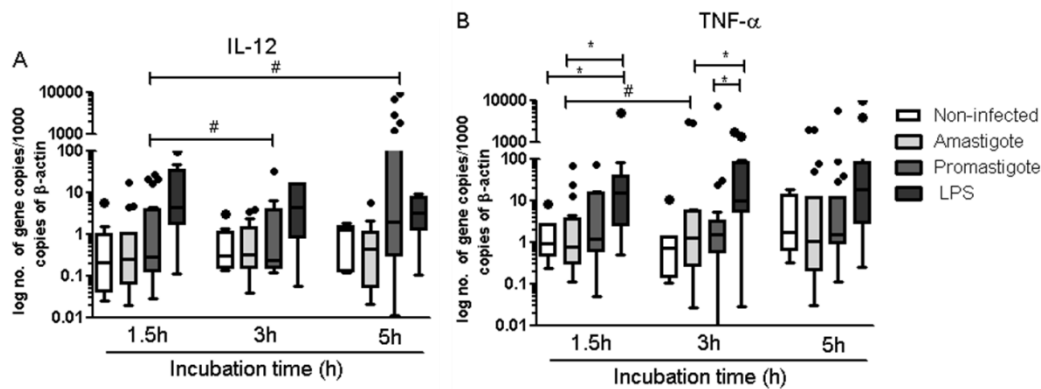 A
IL-12
#
#
10000
1000
100
10
1
0.1
0.01
log no. of gene copies/1000
copies of β-actin
1.5h
3h
5h
Incubation time (h)
B
TNF-α
*
*
*
*
#
10000
1000
100
10
1
0.1
0.01
log no. of gene copies/1000
copies of β-actin
1.5h
3h
5h
Incubation time (h)
Non-infected
Amastigote
Promastigote
LPS